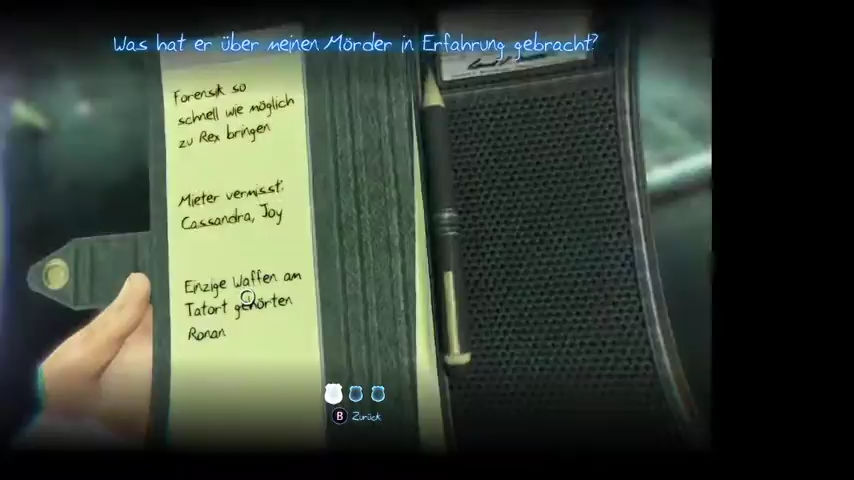 Was hat er über meinen Mörder in Erfahrung gebracht?
Forensik so
schnell wie möglich
zu Rex bringen
Mieter vermisst:
Cassandra, Joy
Einzige Waffen am
Tatort gehörten
Ronan
B Zurück